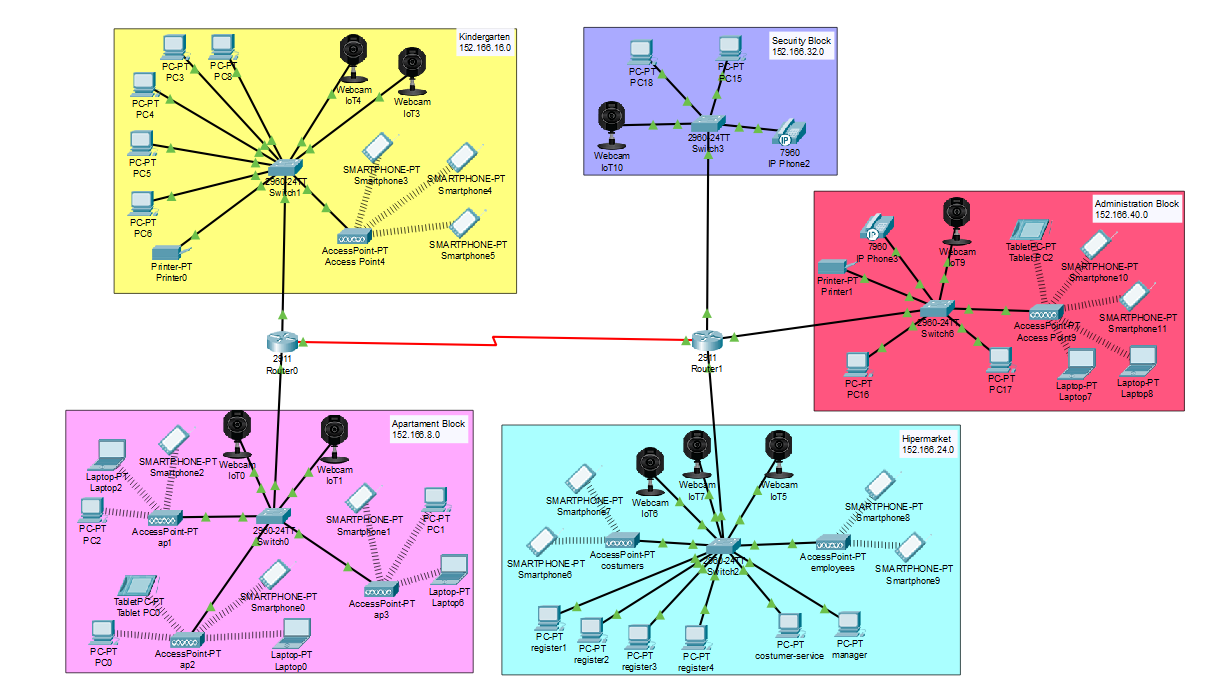 Kindergarten
152.166.16.0
PC-PT
PC3
PC-PT
PC8
Webcam
IoT4
Webcam
IoT3
PC-PT
PC4
PC-PT
PC5
PC-PT
PC6
Printer-PT
Printer0
2960-24TT
Switch1
SMARTPHONE-PT
Smartphone3
SMARTPHONE-PT
Smartphone4
SMARTPHONE-PT
Smartphone5
AccessPoint-PT
Access Point4
Security Block
152.166.32.0
PC-PT
PC18
PC-PT
PC15
Webcam
IoT10
2960-24TT
Switch3
IP
7960
IP Phone2
Administration Block
152.166.40.0
IP
7960
IP Phone3
Webcam
IoT9
TabletPC-PT
Tablet PC2
SMARTPHONE-PT
Smartphone10
SMARTPHONE-PT
Smartphone11
Printer-PT
Printer1
2960-24TT
Switch6
AccessPoint-PT
Access Point9
PC-PT
PC16
PC-PT
PC17
Laptop-PT
Laptop7
Laptop-PT
Laptop8
2911
Router0
2911
Router1
Apartament Block
152.166.8.0
Webcam
IoT0
Webcam
IoT1
SMARTPHONE-PT
Smartphone2
Laptop-PT
Laptop2
PC-PT
PC2
AccessPoint-PT
ap1
2960-24TT
Switch0
SMARTPHONE-PT
Smartphone1
PC-PT
PC1
AccessPoint-PT
ap3
Laptop-PT
Laptop6
TabletPC-PT
Tablet PC0
SMARTPHONE-PT
Smartphone0
PC-PT
PC0
AccessPoint-PT
ap2
Laptop-PT
Laptop0
Hipermarket
152.166.24.0
Webcam
IoT6
Webcam
IoT7
Webcam
IoT5
SMARTPHONE-PT
Smartphone7
SMARTPHONE-PT
Smartphone6
AccessPoint-PT
costumers
2960-24TT
Switch2
AccessPoint-PT
employees
SMARTPHONE-PT
Smartphone8
SMARTPHONE-PT
Smartphone9
PC-PT
register1
PC-PT
register2
PC-PT
register3
PC-PT
register4
PC-PT
costumer-service
PC-PT
manager